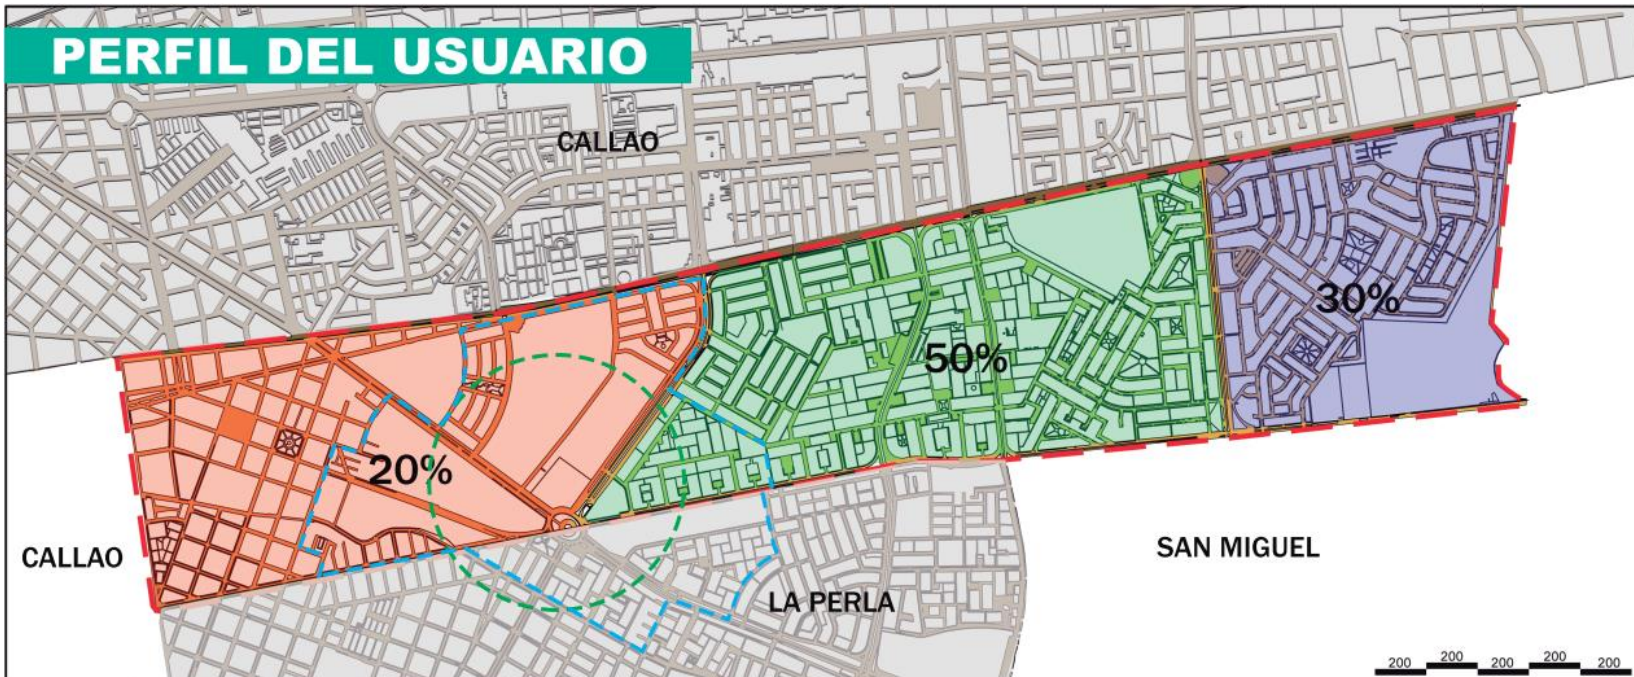 PERFIL DEL USUARIO
CALLAO
30%
50%
20%
CALLAO
SAN MIGUEL
LA PERLA
200 200 200 200 200